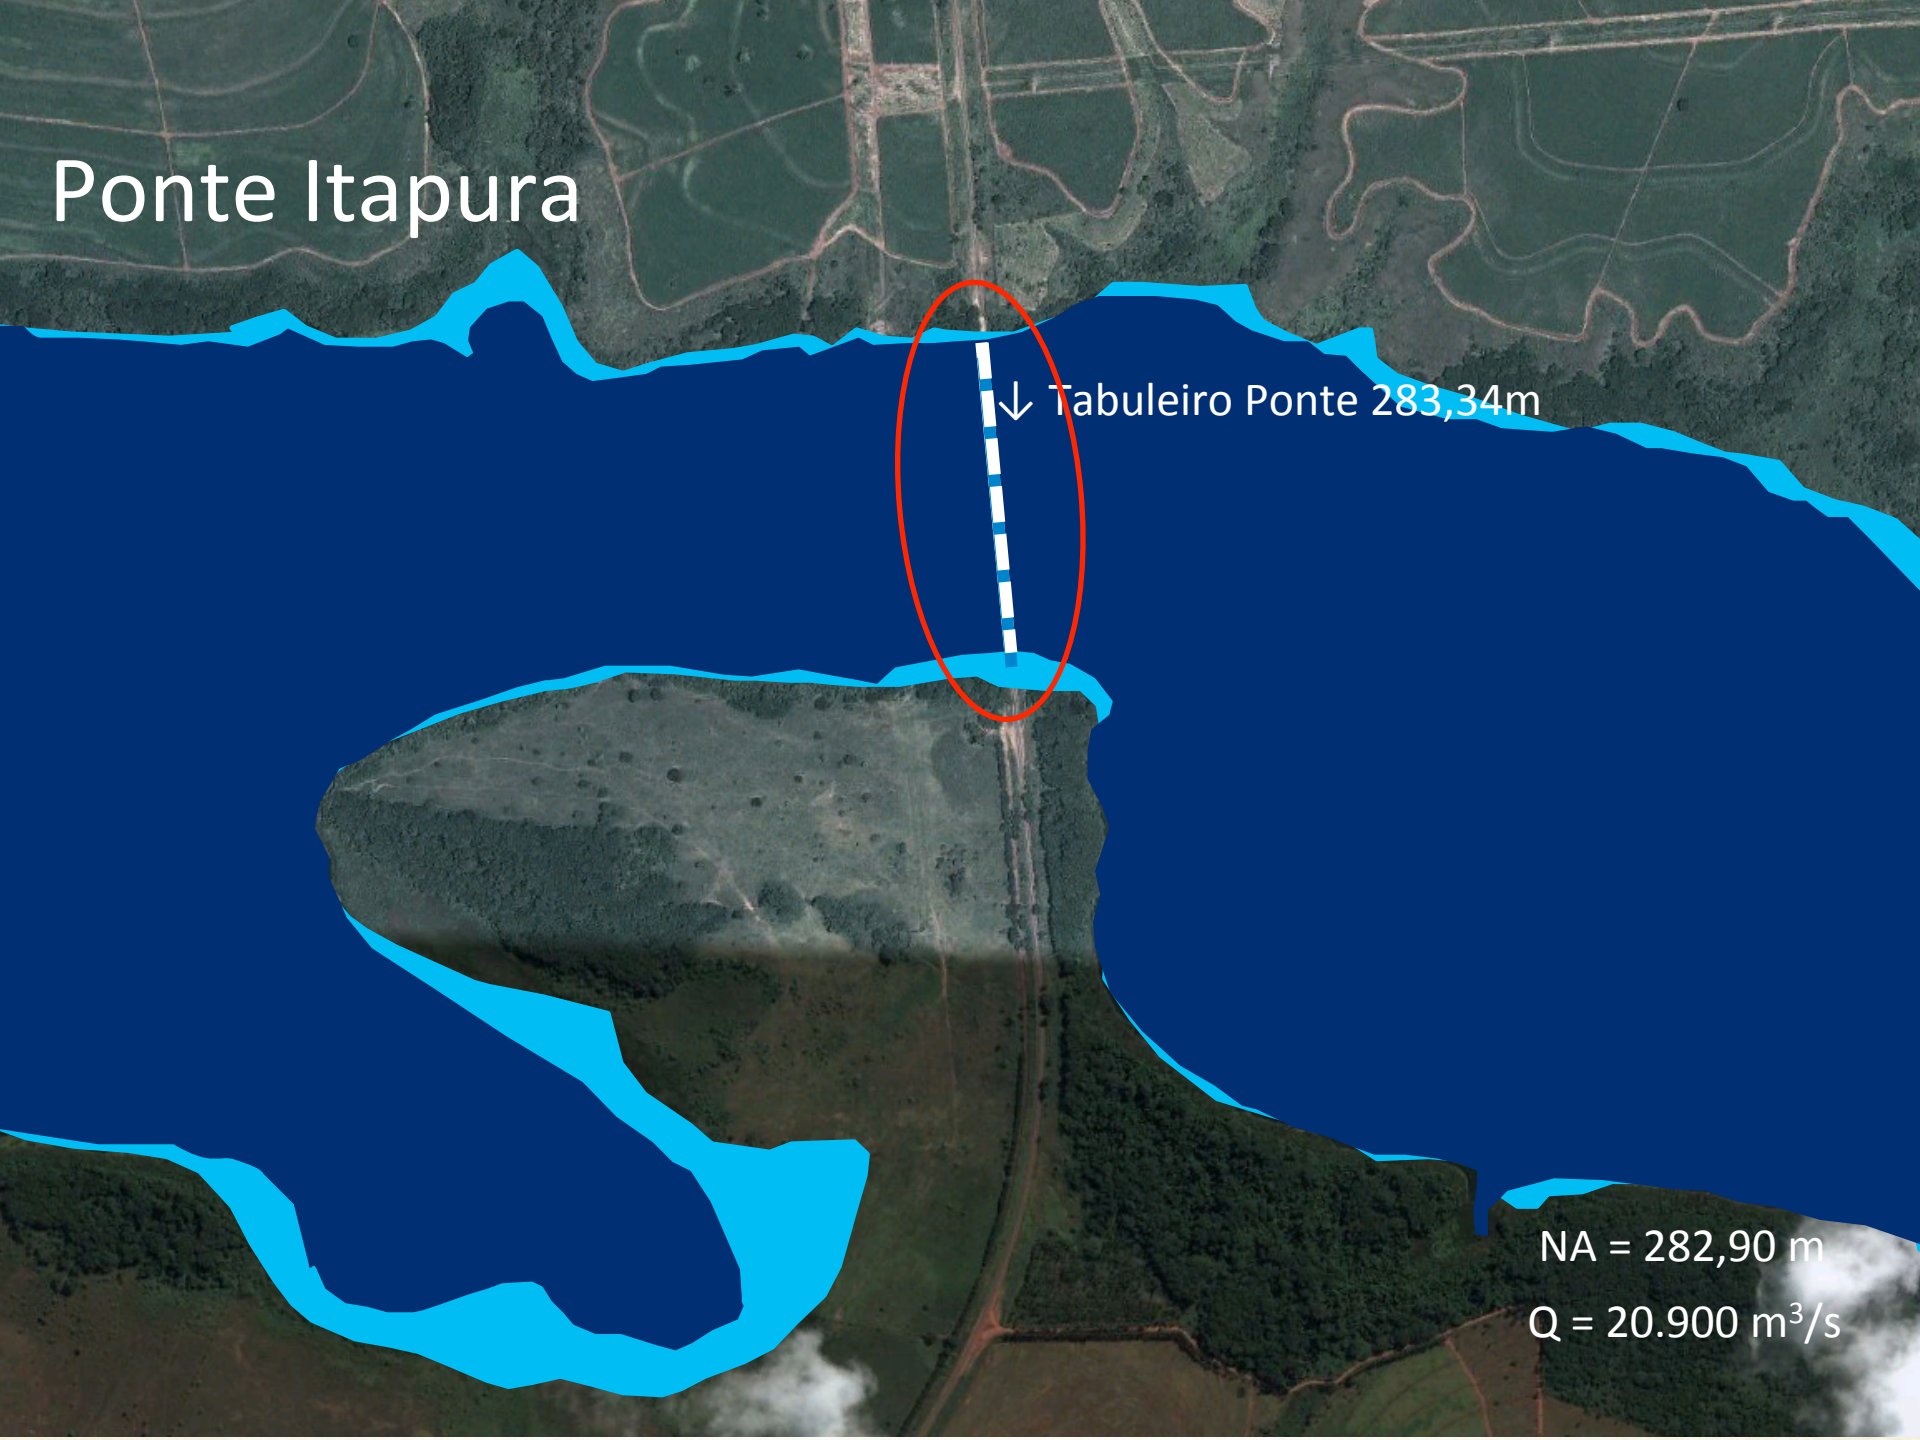 Ponte Itapura
↓ Tabuleiro Ponte 283,34m
NA = 282,90 m
Q = 20.900 m³/s